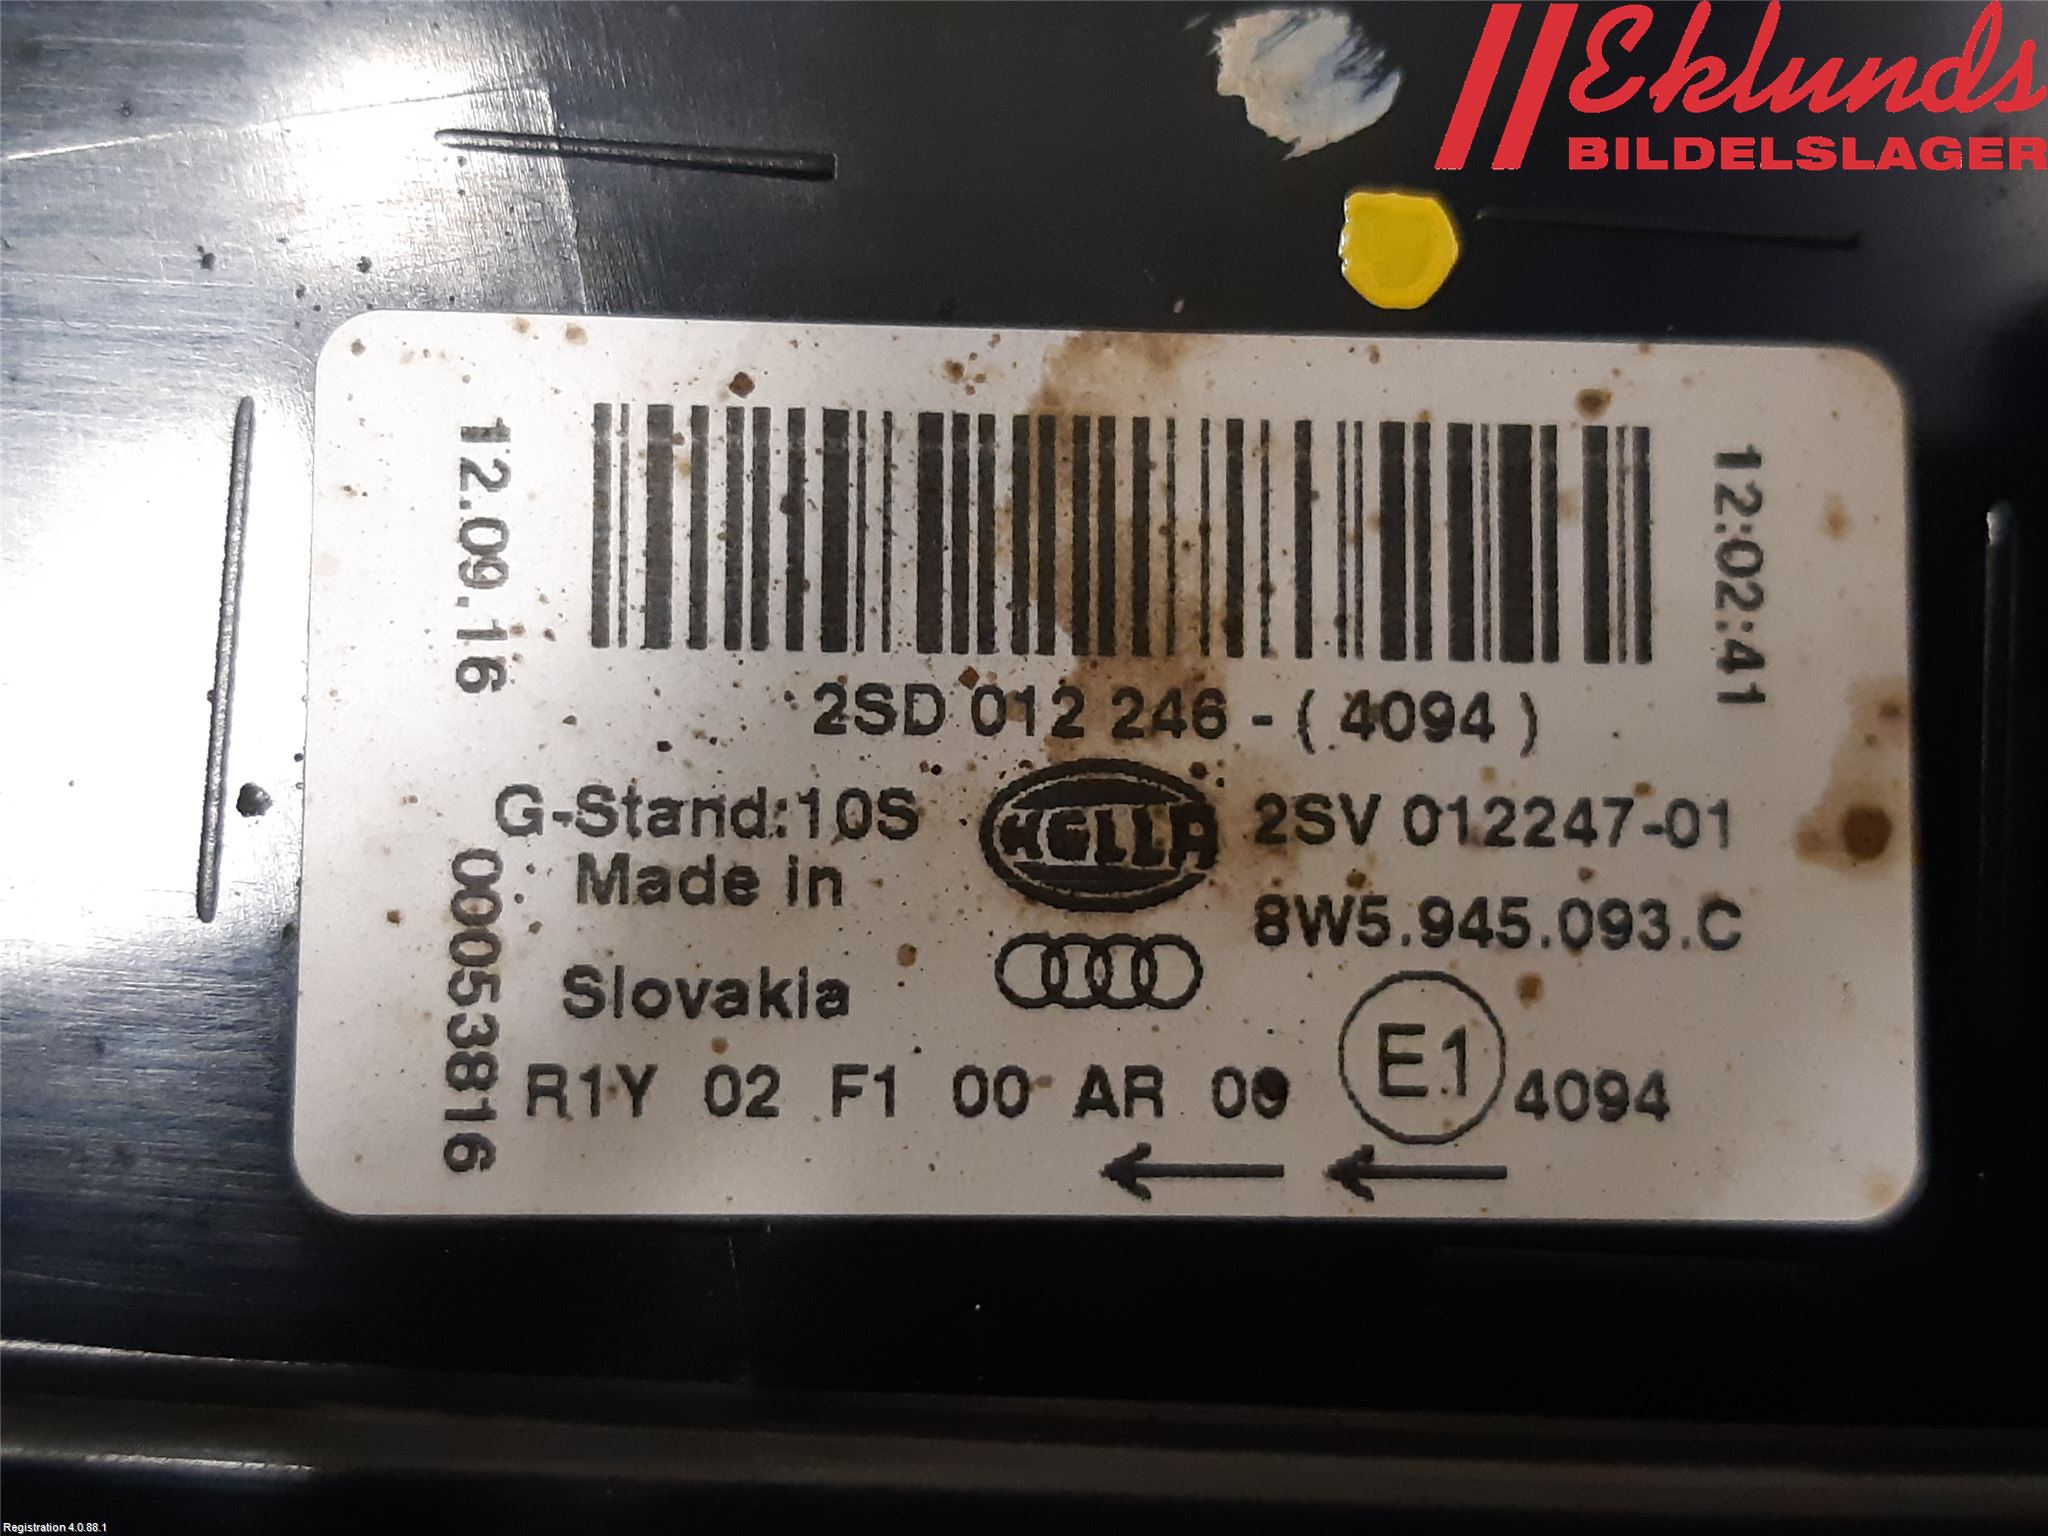 Eklunds
BILDELSLAGER
12.09.16
12:02:41
2SD 012 246 - ( 4094 )
G-Stand:10S
HELLA
2SV 012247-01
Made in
8W5.945.093.C
Slovakia
00053816
R1Y 02 F1 00 AR 00
E1
4094
Registration 4.0.88.1